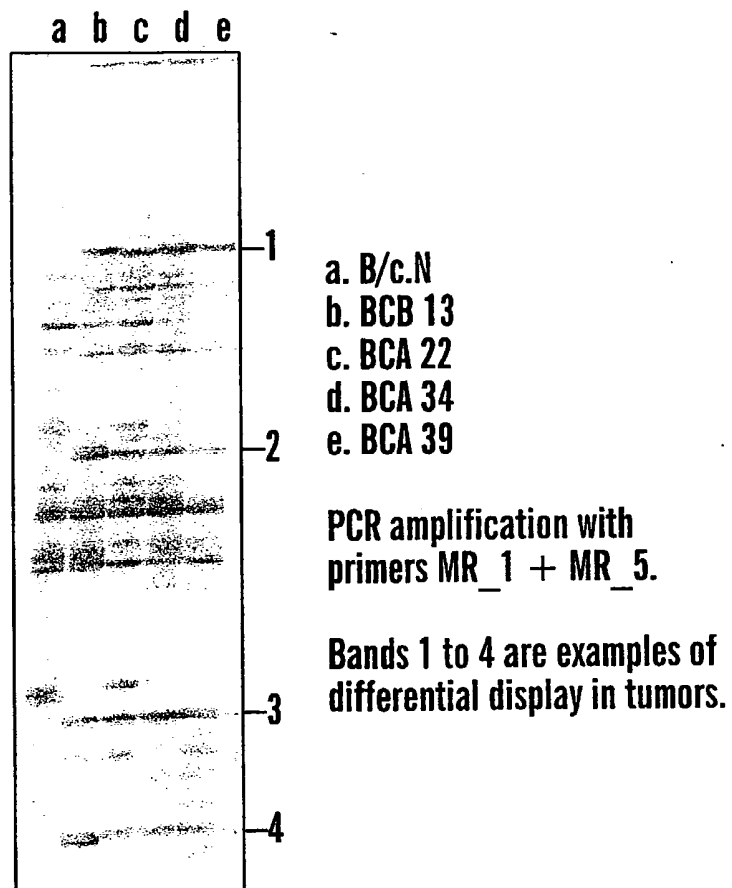 a b c d e
1
2
3
4
a. B/c.N
b. BCB 13
c. BCA 22
d. BCA 34
e. BCA 39
PCR amplification with
primers MR_1 + MR_5.
Bands 1 to 4 are examples of
differential display in tumors.